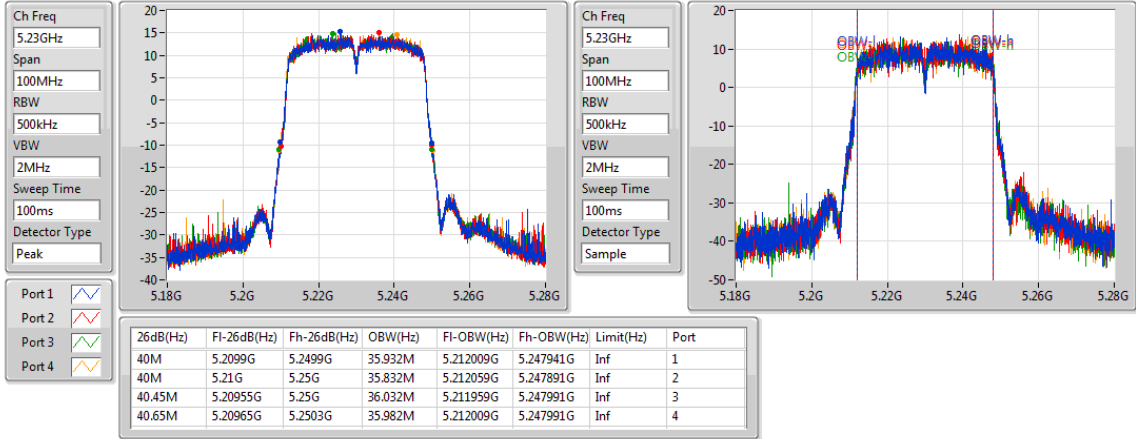 Ch Freq
5.23GHz
Span
100MHz
RBW
500kHz
VBW
2MHz
Sweep Time
100ms
Detector Type
Peak
20
15
10
5
0
-5
-10
-15
-20
-25
-30
-35
-40
5.18G 5.2G 5.22G 5.24G 5.26G 5.28G
Ch Freq
5.23GHz
Span
100MHz
RBW
500kHz
VBW
2MHz
Sweep Time
100ms
Detector Type
Sample
20
10
0
-10
-20
-30
-40
-50
OBW-h
5.18G 5.2G 5.22G 5.24G 5.26G 5.28G
Port 1
Port 2
Port 3
Port 4
26dB(Hz) Fl-26dB(Hz) Fh-26dB(Hz) OBW(Hz) Fl-OBW(Hz) Fh-OBW(Hz) Limit(Hz) Port
40M 5.2099G 5.2499G 35.932M 5.212009G 5.247941G Inf 1
40M 5.21G 5.25G 35.832M 5.212059G 5.247891G Inf 2
40.45M 5.20955G 5.25G 36.032M 5.211959G 5.247991G Inf 3
40.65M 5.20965G 5.2503G 35.982M 5.212009G 5.247991G Inf 4